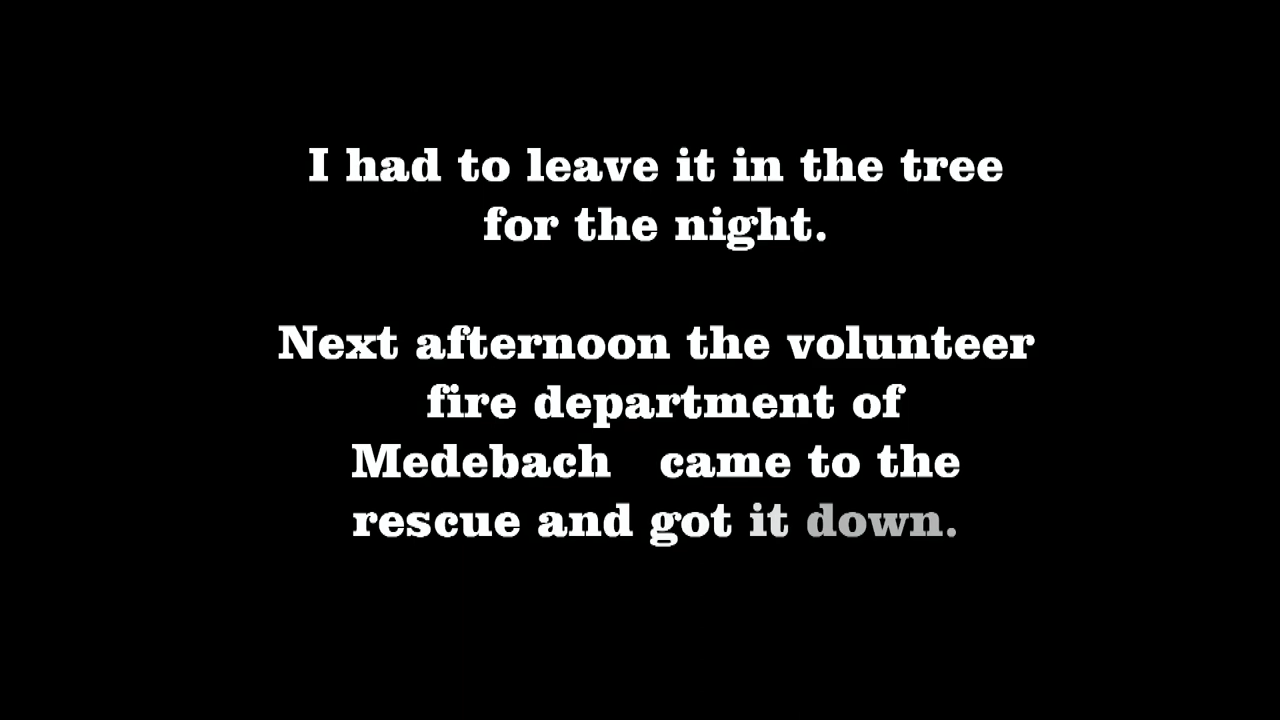 I had to leave it in the tree
for the night.
Next afternoon the volunteer
fire department of
Medebach came to the
rescue and got it down.